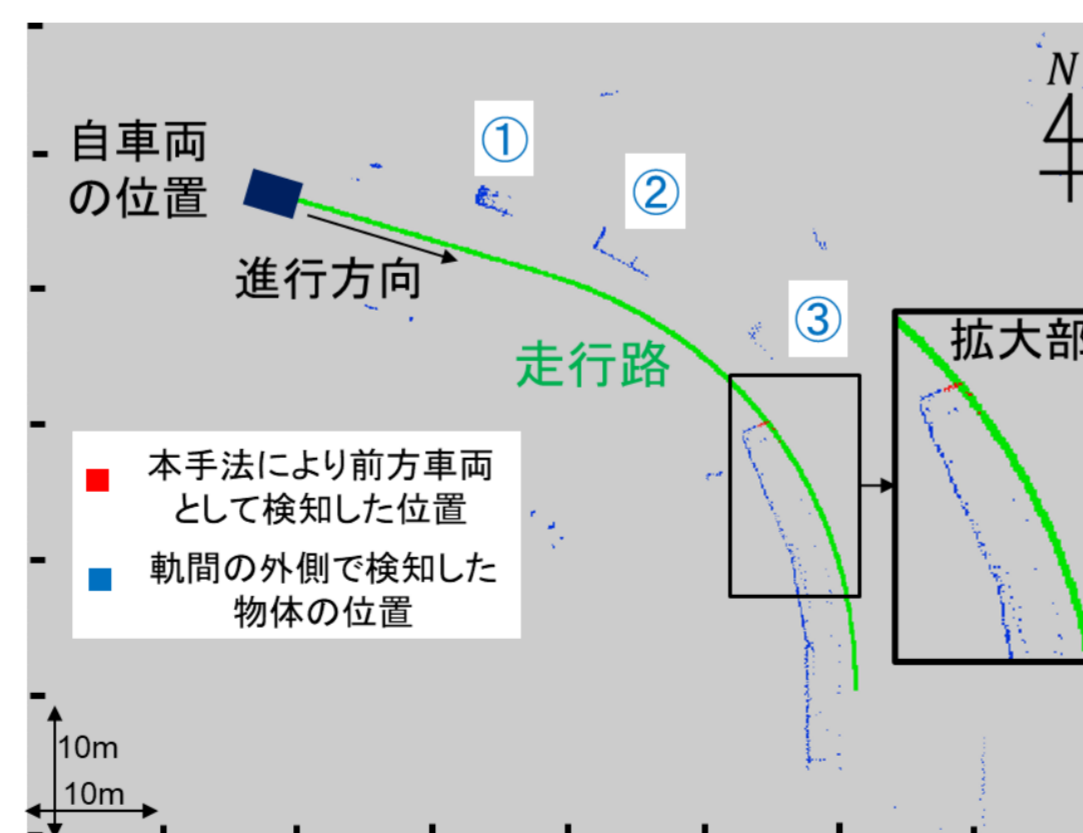 N
①
自車両
の位置
②
進行方向
③
走行路
拡大部
本手法により前方車両
として検知した位置
軌間の外側で検知した
物体の位置
10m
10m